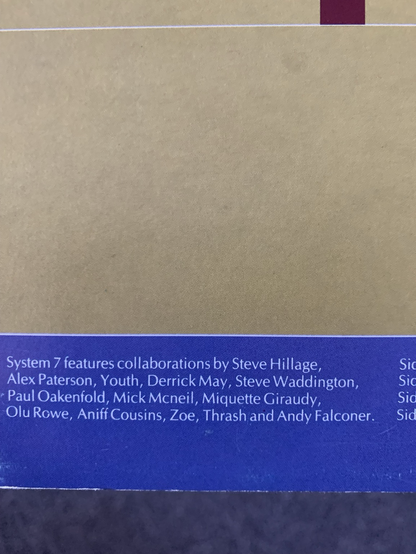 System 7 features collaborations by Steve Hillage,
Alex Paterson, Youth, Derrick May, Steve Waddington,
Paul Oakenfold, Mick Mcneil, Miquette Giraudy,
Olu Rowe, Aniff Cousins, Zoe, Thrash and Andy Falconer.